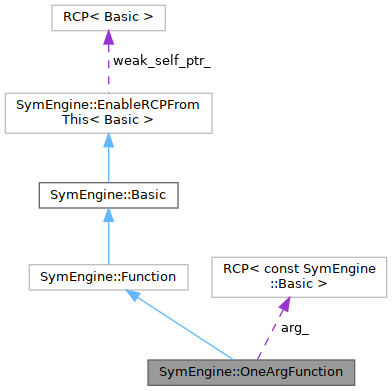 RCP< Basic >
weak_self_ptr_
SymEngine::EnableRCPFrom
This< Basic >
SymEngine::Basic
SymEngine::Function
RCP< const SymEngine
::Basic >
arg_
SymEngine::OneArgFunction